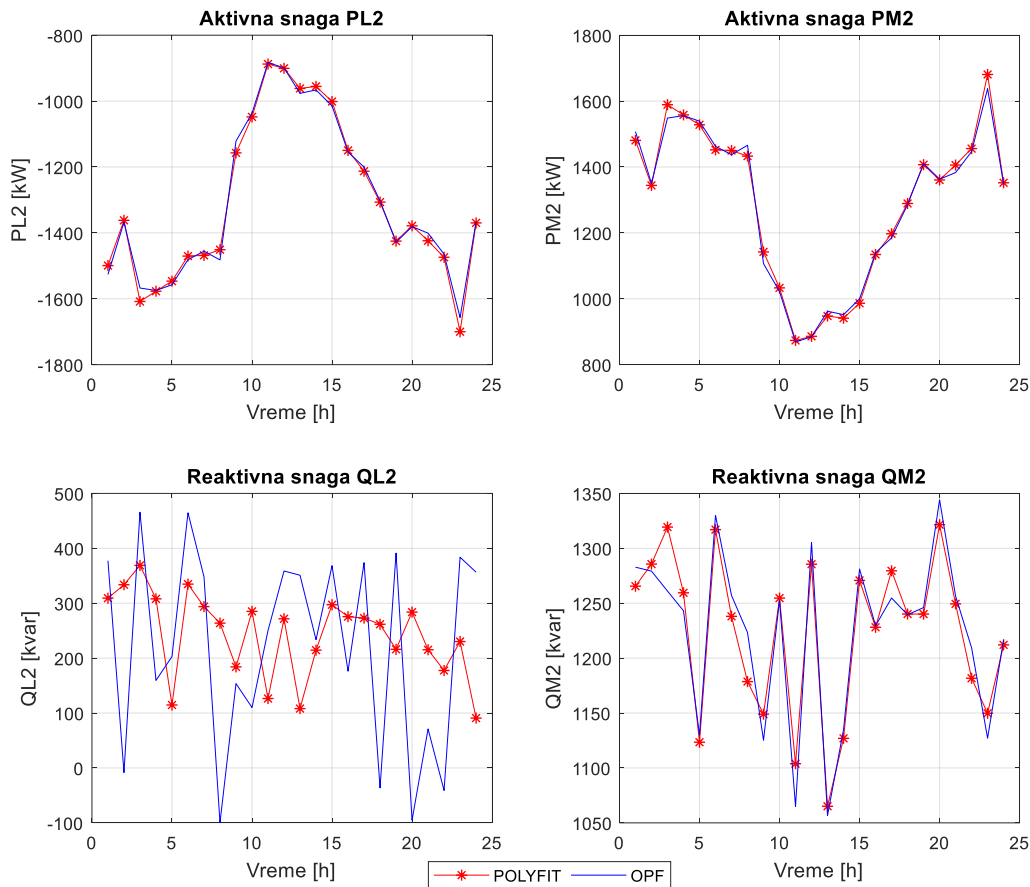 Aktivna snaga PL2
PL2 [kW]
-800
-1000
-1200
-1400
-1600
-1800
0 5 10 15 20 25
Vreme [h]
Aktivna snaga PM2
PM2 [kW]
1800
1600
1400
1200
1000
800
0 5 10 15 20 25
Vreme [h]
Reaktivna snaga QL2
QL2 [kvar]
500
400
300
200
100
0
-100
0 5 10 15 20 25
Vreme [h]
Reaktivna snaga QM2
QM2 [kvar]
1350
1300
1250
1200
1150
1100
1050
0 5 10 15 20 25
Vreme [h]
POLYFIT OPF